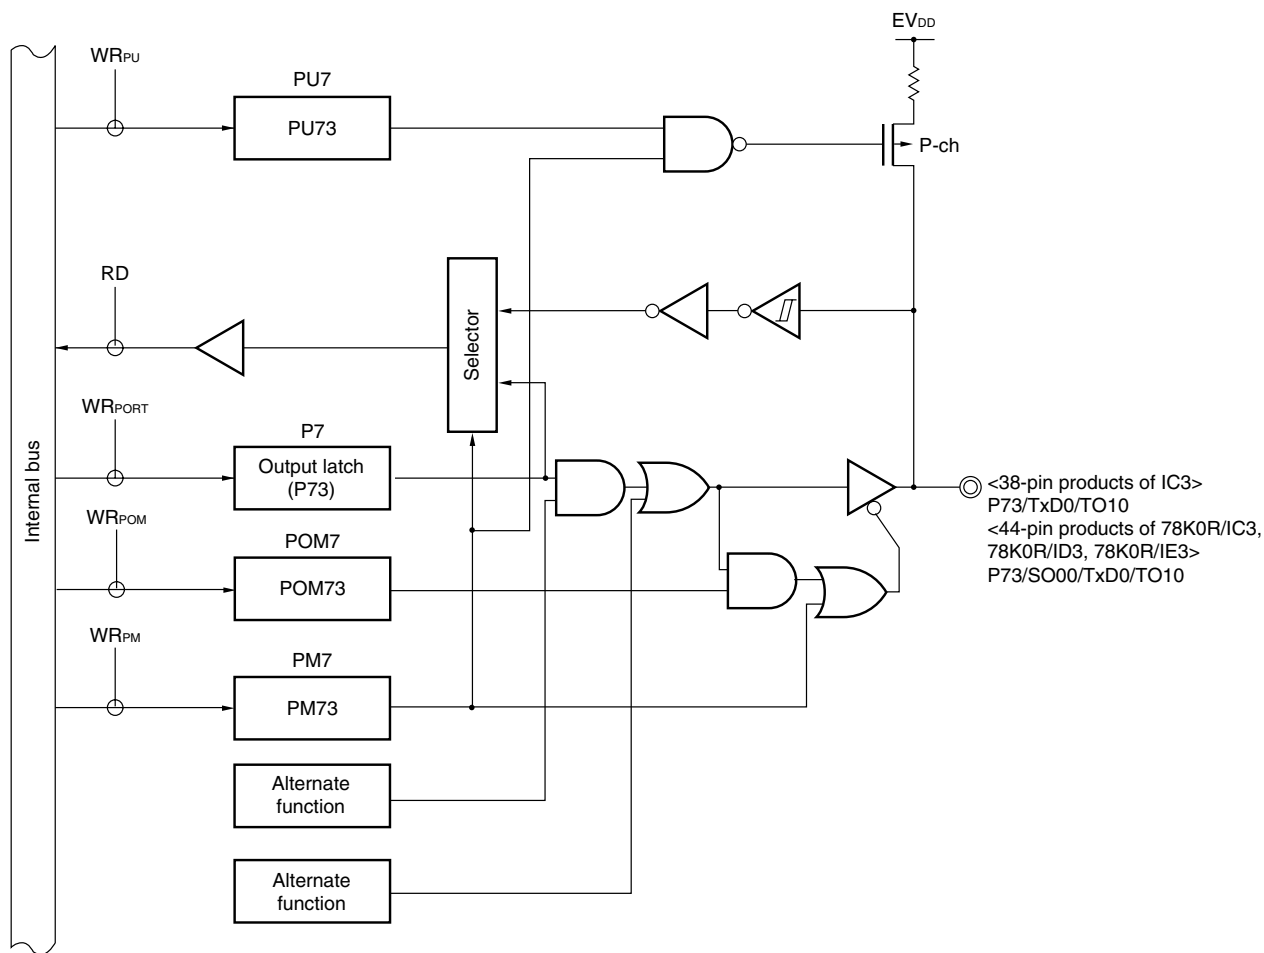 EVDD
WRPU
PU7
PU73
P-ch
RD
Selector
WRPORT
P7
Output latch
(P73)
Internal bus
<38-pin products of IC3>
P73/TxD0/TO10
<44-pin products of 78K0R/IC3,
78K0R/ID3, 78K0R/IE3>
P73/SO00/TxD0/TO10
WRPOM
POM7
POM73
WRPM
PM7
PM73
Alternate
function
Alternate
function